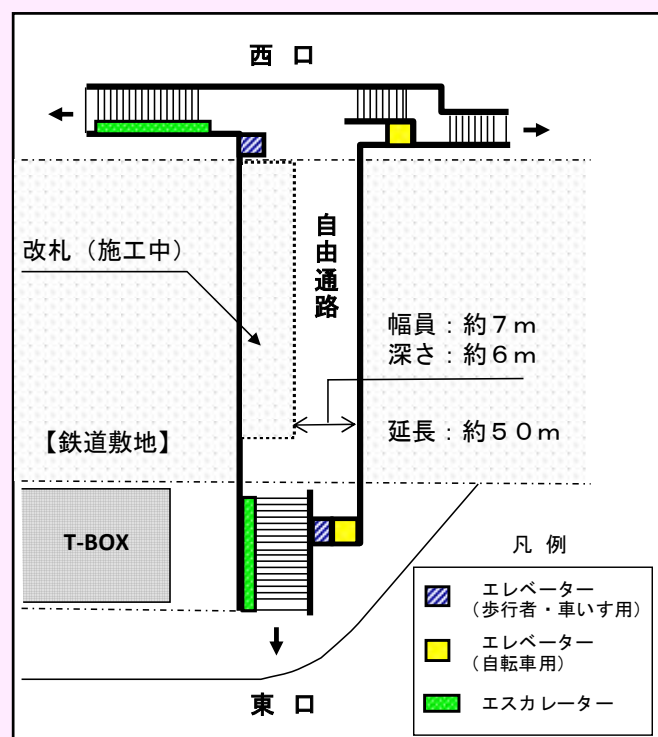 西 口
改札（施工中）
自由通路
幅員：約７ｍ
深さ：約６ｍ
延長：約５０ｍ
【鉄道敷地】
T-BOX
東 口
凡 例
エレベーター
（歩行者・車いす用）
エレベーター
（自転車用）
エスカレーター